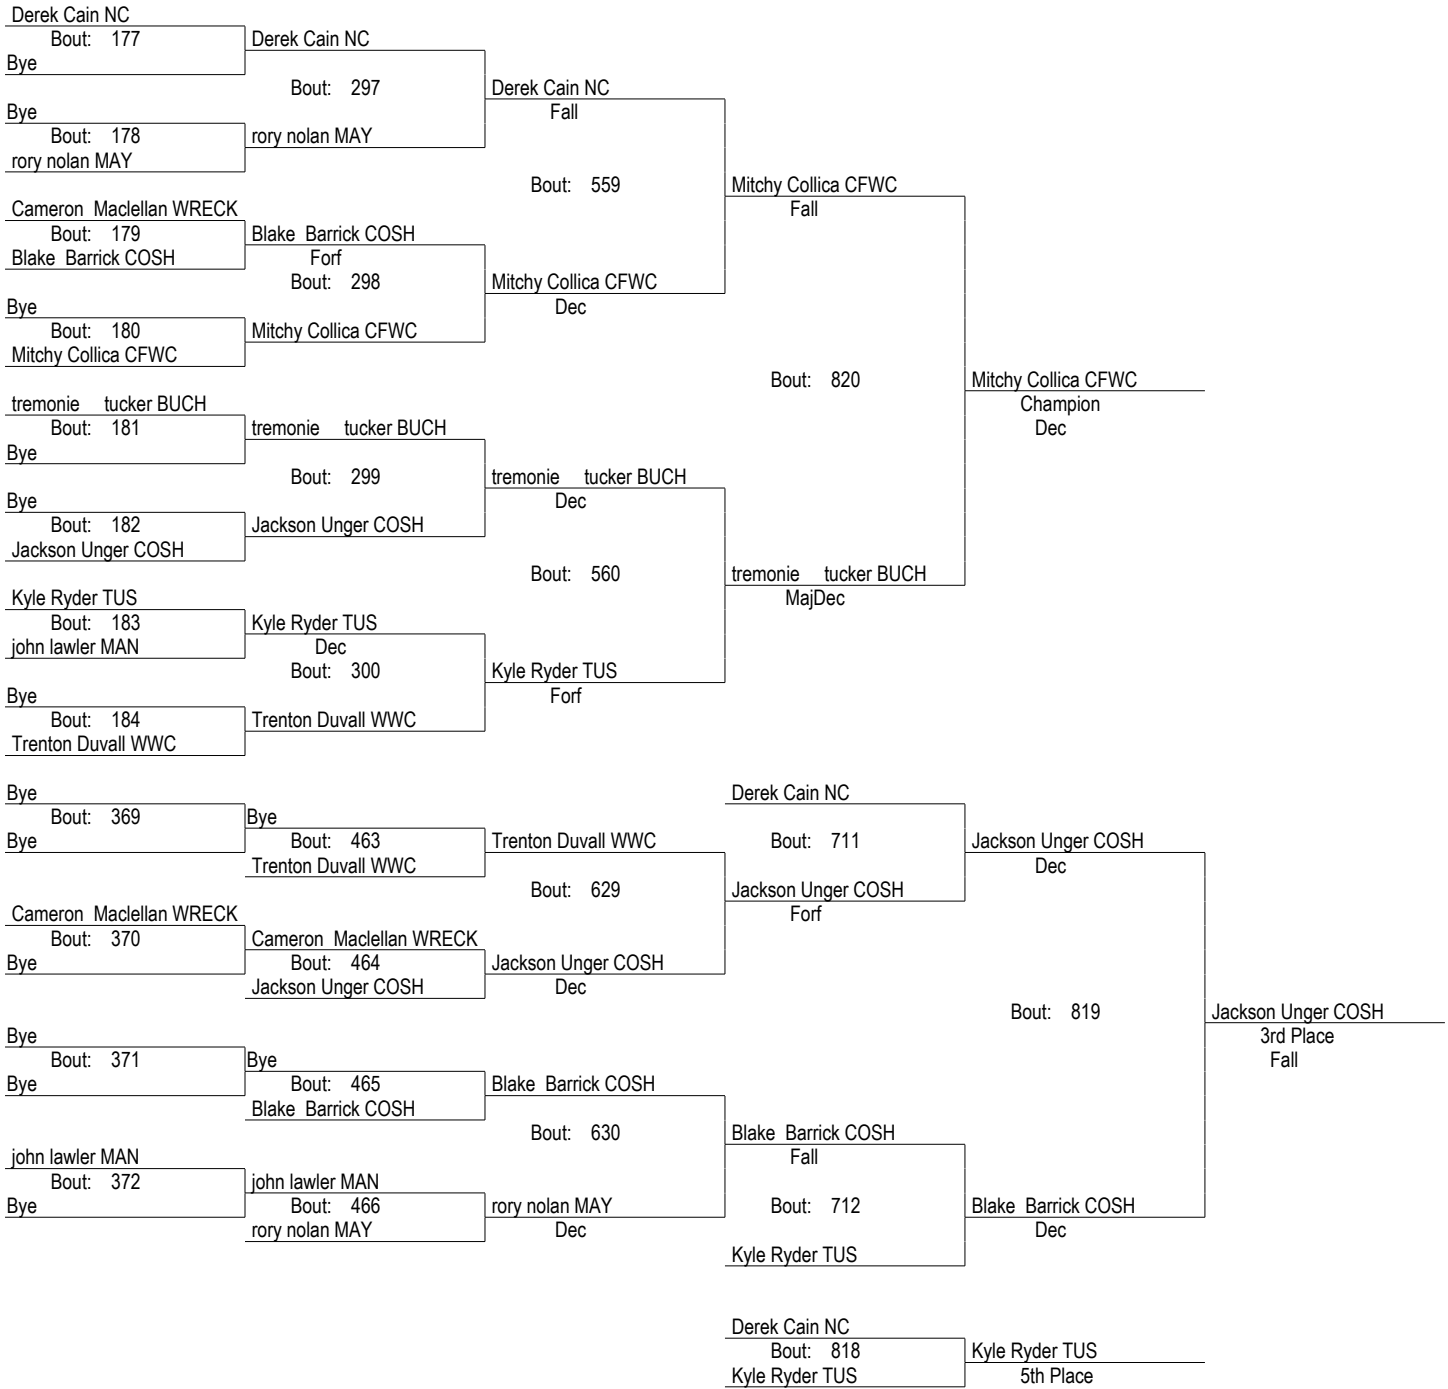 Derek Cain NC
Bout: 177
Derek Cain NC
Bye
Bout: 297
Derek Cain NC
Fall
Bye
Bout: 178
rory nolan MAY
rory nolan MAY
Bout: 559
Mitchy Collica CFWC
Fall
Cameron Maclellan WRECK
Bout: 179
Blake Barrick COSH
Blake Barrick COSH
Forf
Bout: 298
Mitchy Collica CFWC
Dec
Bye
Bout: 180
Mitchy Collica CFWC
Mitchy Collica CFWC
Bout: 820
Mitchy Collica CFWC
Champion
Dec
tremonie tucker BUCH
Bout: 181
tremonie tucker BUCH
Bye
Bout: 299
tremonie tucker BUCH
Dec
Bye
Bout: 182
Jackson Unger COSH
Jackson Unger COSH
Bout: 560
tremonie tucker BUCH
MajDec
Kyle Ryder TUS
Bout: 183
Kyle Ryder TUS
john lawler MAN
Dec
Bout: 300
Kyle Ryder TUS
Forf
Bye
Bout: 184
Trenton Duvall WWC
Trenton Duvall WWC
Bye
Bout: 369
Bye
Bye
Bout: 463
Trenton Duvall WWC
Trenton Duvall WWC
Derek Cain NC
Bout: 711
Jackson Unger COSH
Dec
Bout: 629
Jackson Unger COSH
Forf
Cameron Maclellan WRECK
Bout: 370
Bye
Cameron Maclellan WRECK
Bout: 464
Jackson Unger COSH
Jackson Unger COSH
Dec
Bout: 819
Jackson Unger COSH
3rd Place
Fall
Bye
Bout: 371
Bye
Bye
Bout: 465
Blake Barrick COSH
Blake Barrick COSH
Bout: 630
Blake Barrick COSH
Fall
john lawler MAN
Bout: 372
Bye
john lawler MAN
Bout: 466
rory nolan MAY
rory nolan MAY
Dec
Bout: 712
Blake Barrick COSH
Dec
Kyle Ryder TUS
Derek Cain NC
Bout: 818
Kyle Ryder TUS
Kyle Ryder TUS
5th Place